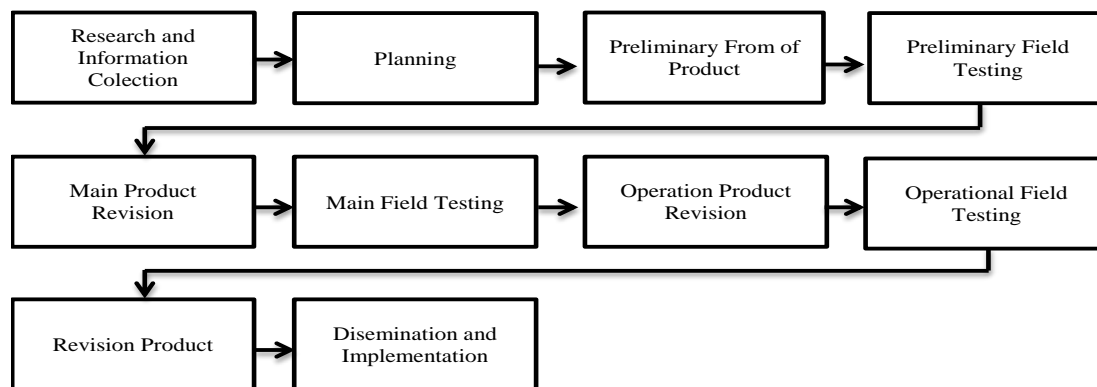 Research and
Information
Colection
Planning
Preliminary From of
Product
Preliminary Field
Testing
Main Product
Revision
Main Field Testing
Operation Product
Revision
Operational Field
Testing
Revision Product
Disemination and
Implementation